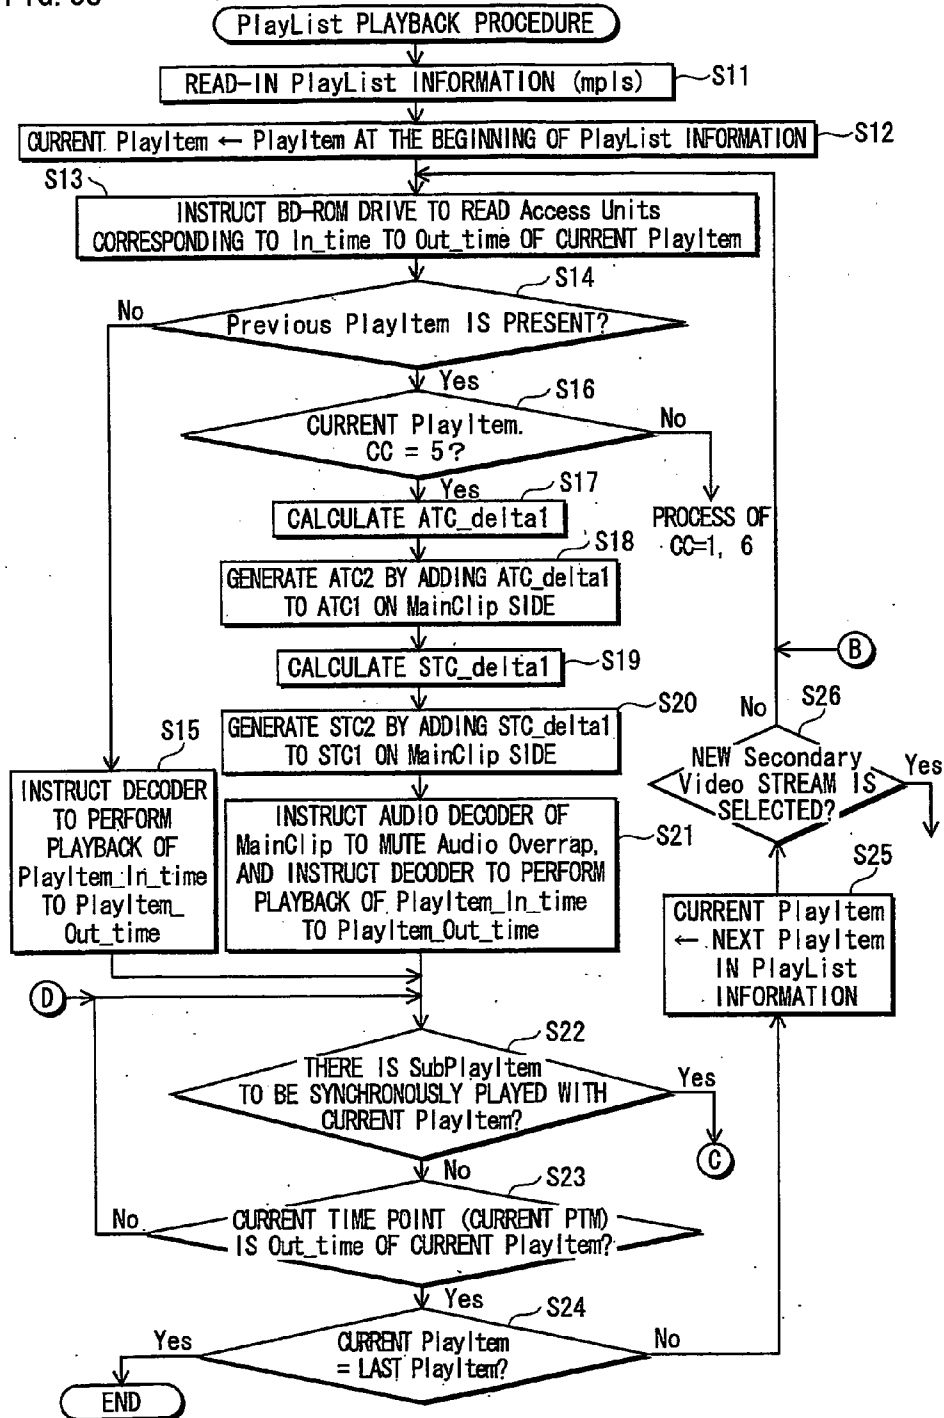 PlayList PLAYBACK PROCEDURE
READ-IN PlayList INFORMATION (mpls)
S11
CURRENT PlayItem ← PlayItem AT THE BEGINNING OF PlayList INFORMATION
S12
S13
INSTRUCT BD-ROM DRIVE TO READ Access Units
CORRESPONDING TO In_time TO Out_time OF CURRENT PlayItem
S14
Previous PlayItem IS PRESENT?
No
Yes
S16
CURRENT PlayItem.
CC = 5?
No
Yes
S17
CALCULATE ATC_delta1
PROCESS OF
CC=1, 6
S18
GENERATE ATC2 BY ADDING ATC_delta1
TO ATC1 ON MainClip SIDE
CALCULATE STC_delta1
S19
B
S20
GENERATE STC2 BY ADDING STC_delta1
TO STC1 ON MainClip SIDE
No
S26
NEW Secondary
Video STREAM IS
SELECTED?
Yes
S15
INSTRUCT DECODER
TO PERFORM
PLAYBACK OF
PlayItem_In_time
TO PlayItem_
Out_time
INSTRUCT AUDIO DECODER OF
MainClip TO MUTE Audio Overrap,
AND INSTRUCT DECODER TO PERFORM
PLAYBACK OF PlayItem_In_time
TO PlayItem_Out_time
S21
S25
CURRENT PlayItem
← NEXT PlayItem
IN PlayList
INFORMATION
D
S22
THERE IS SubPlayItem
TO BE SYNCHRONOUSLY PLAYED WITH
CURRENT PlayItem?
Yes
C
No
S23
CURRENT TIME POINT (CURRENT PTM)
IS Out_time OF CURRENT PlayItem?
No
Yes
S24
CURRENT PlayItem
= LAST PlayItem?
Yes
No
END